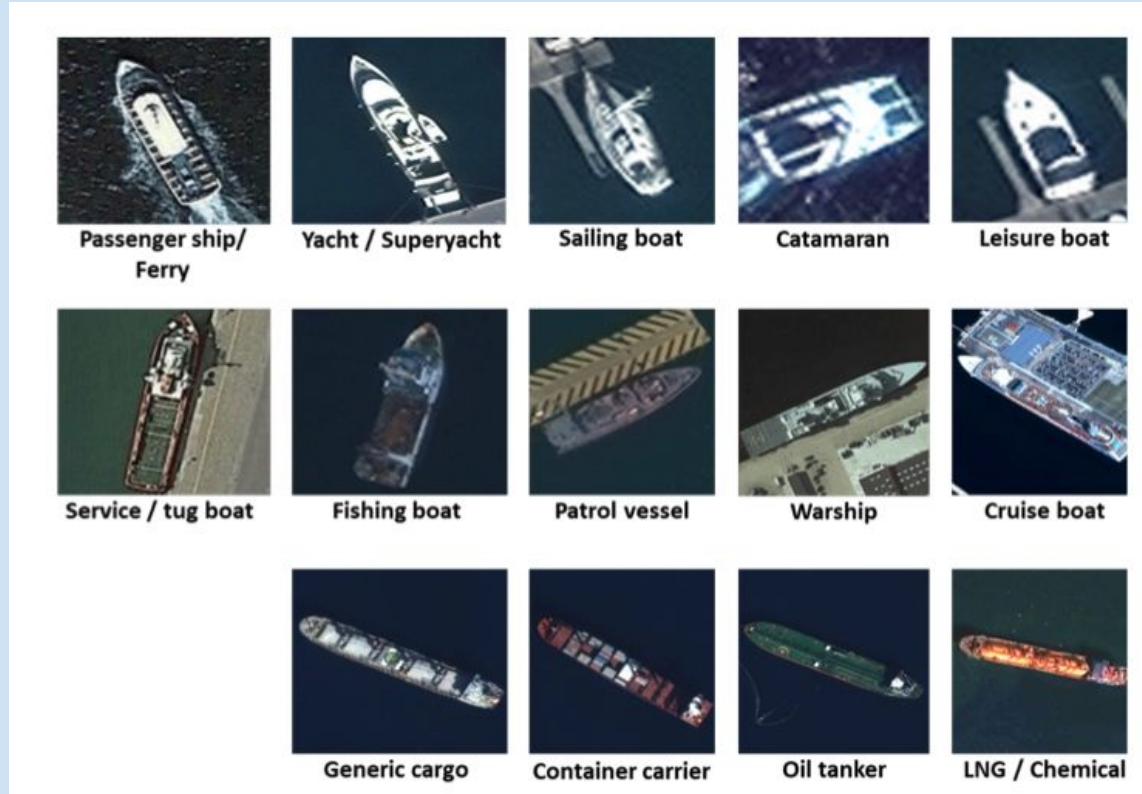 Passenger ship/
Ferry
Yacht / Superyacht
Sailing boat
Catamaran
Leisure boat
Service / tug boat
Fishing boat
Patrol vessel
Warship
Cruise boat
Generic cargo
Container carrier
Oil tanker
LNG / Chemical